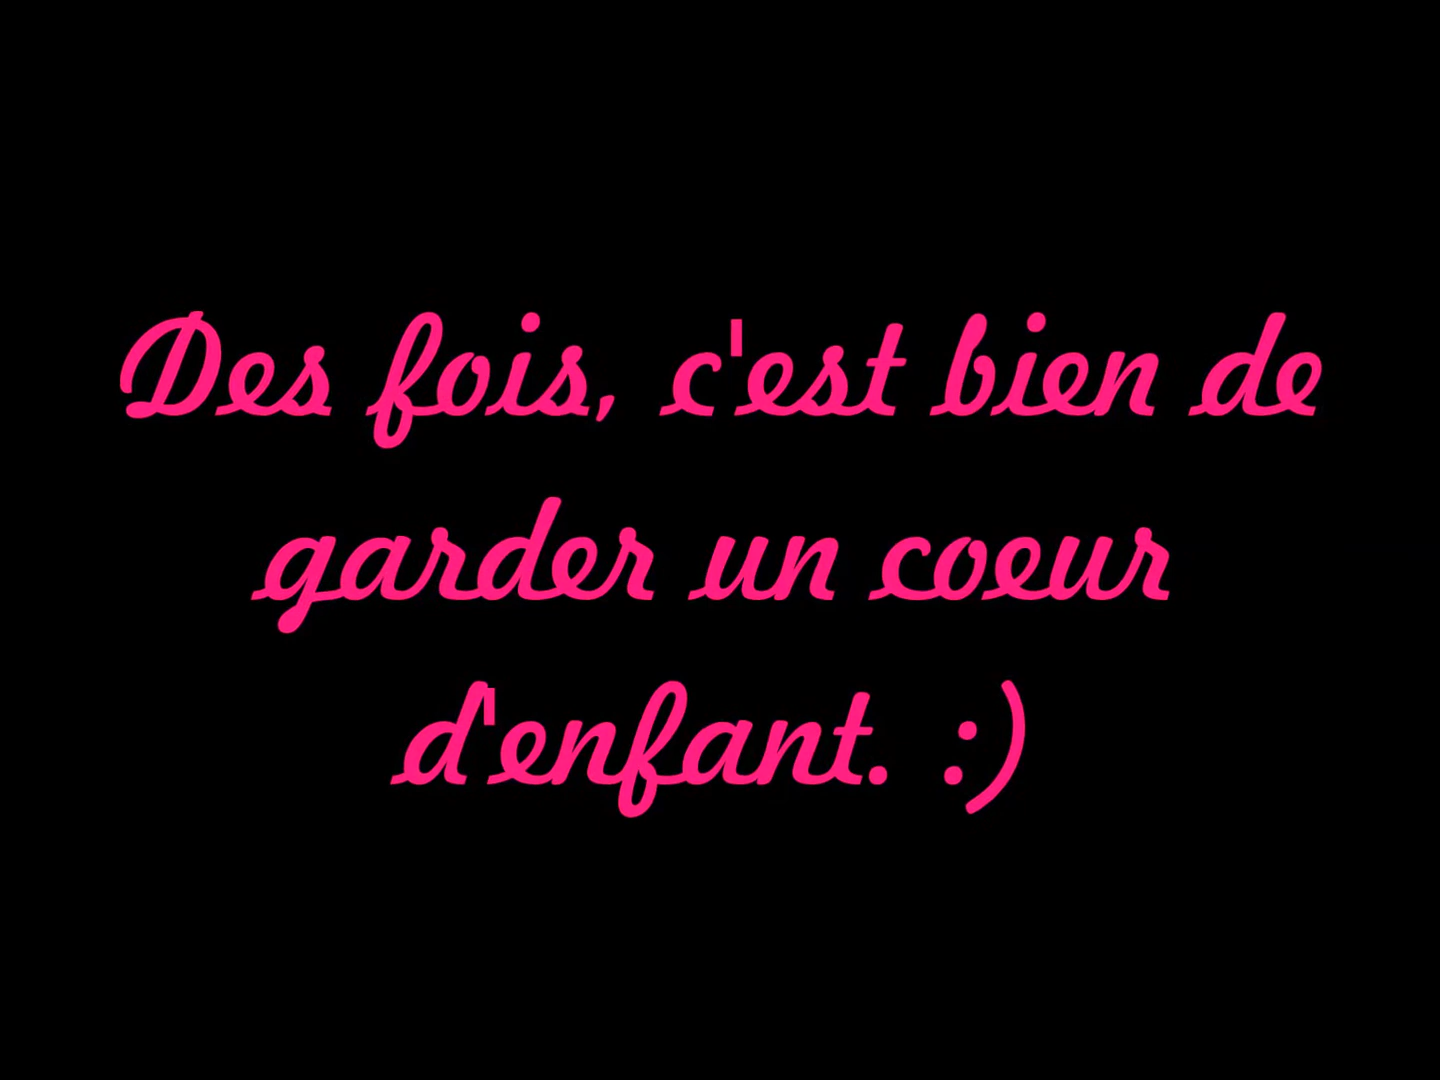 Des fois, c'est bien de
garder un coeur
d'enfant. :)